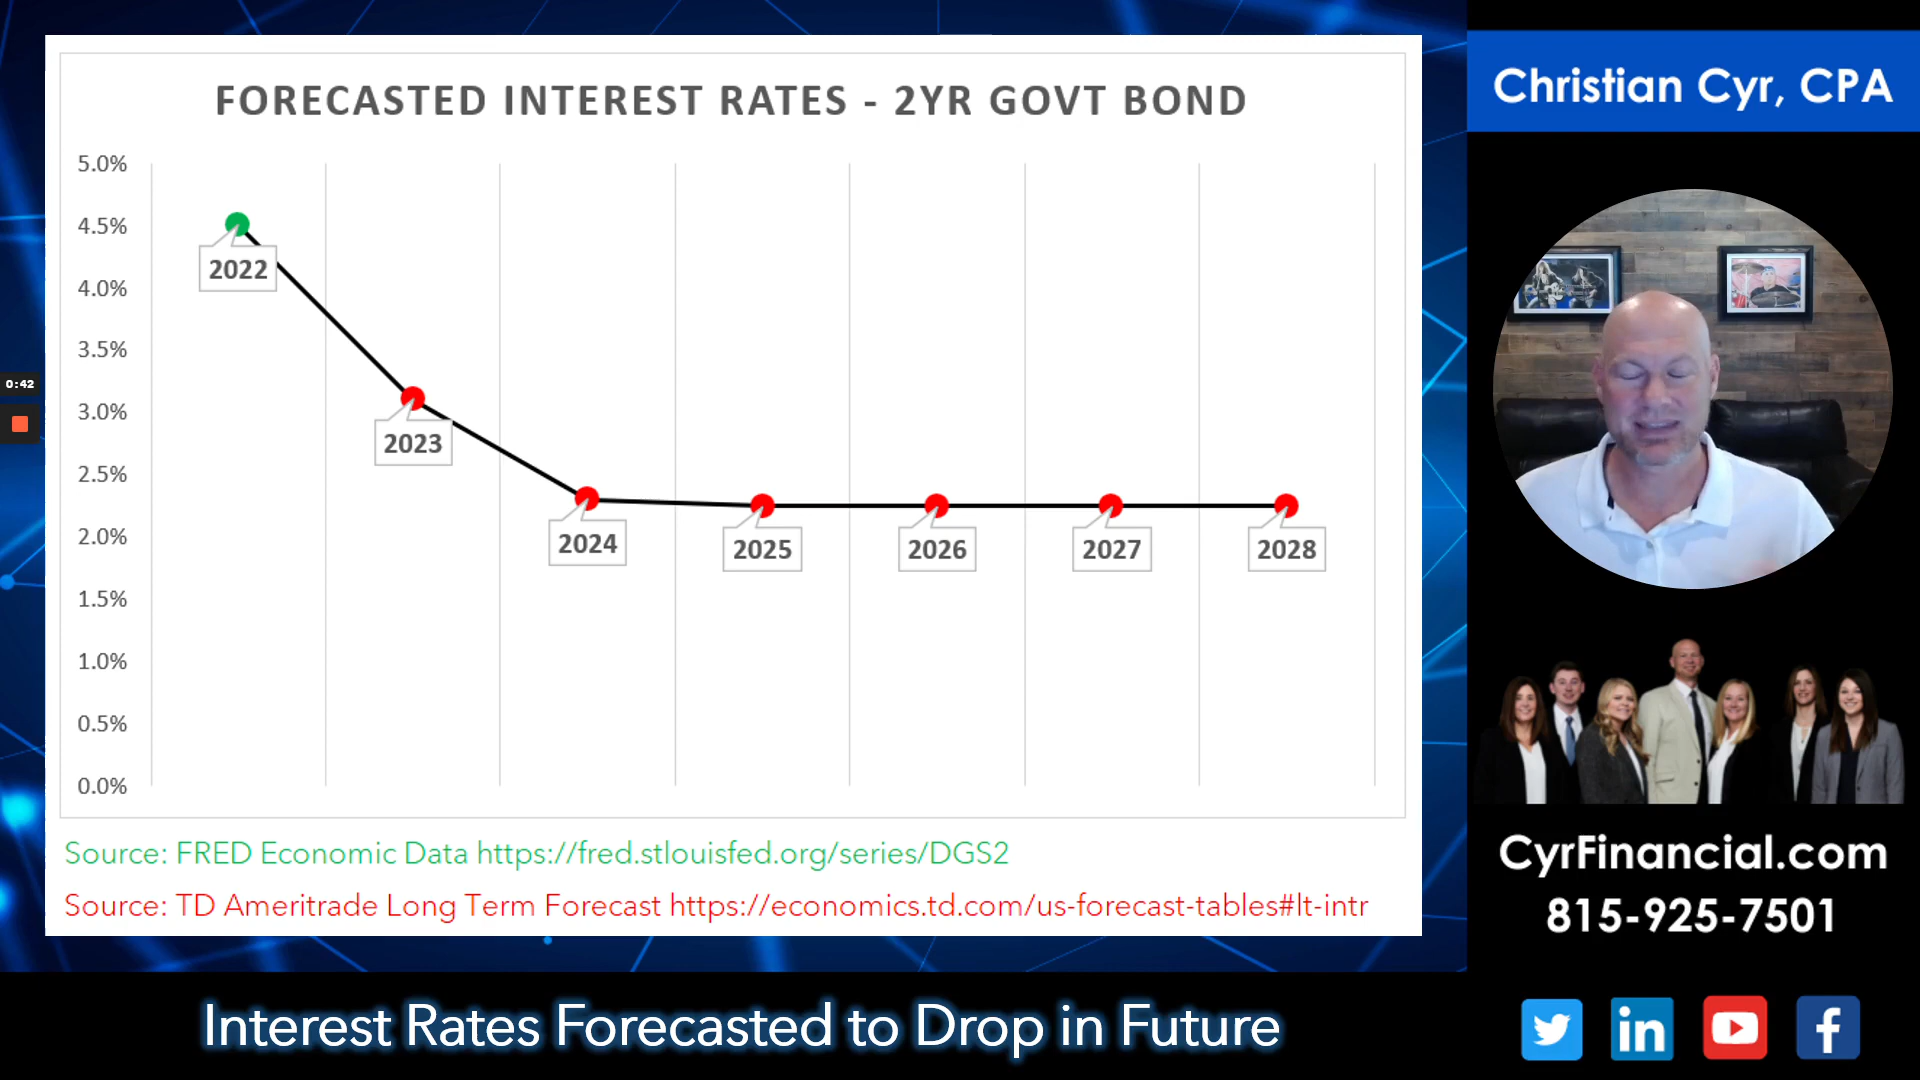 FORECASTED INTEREST RATES - 2YR GOVT BOND
5.0%
4.5%
4.0%
3.5%
3.0%
2.5%
2.0%
1.5%
1.0%
0.5%
0.0%
2022
2023
2024
2025
2026
2027
2028
Source: FRED Economic Data https://fred.stlouisfed.org/series/DGS2
Source: TD Ameritrade Long Term Forecast https://economics.td.com/us-forecast-tables#lt-intr
0:42
Interest Rates Forecasted to Drop in Future
Christian Cyr, CPA
CyrFinancial.com
815-925-7501
in
f